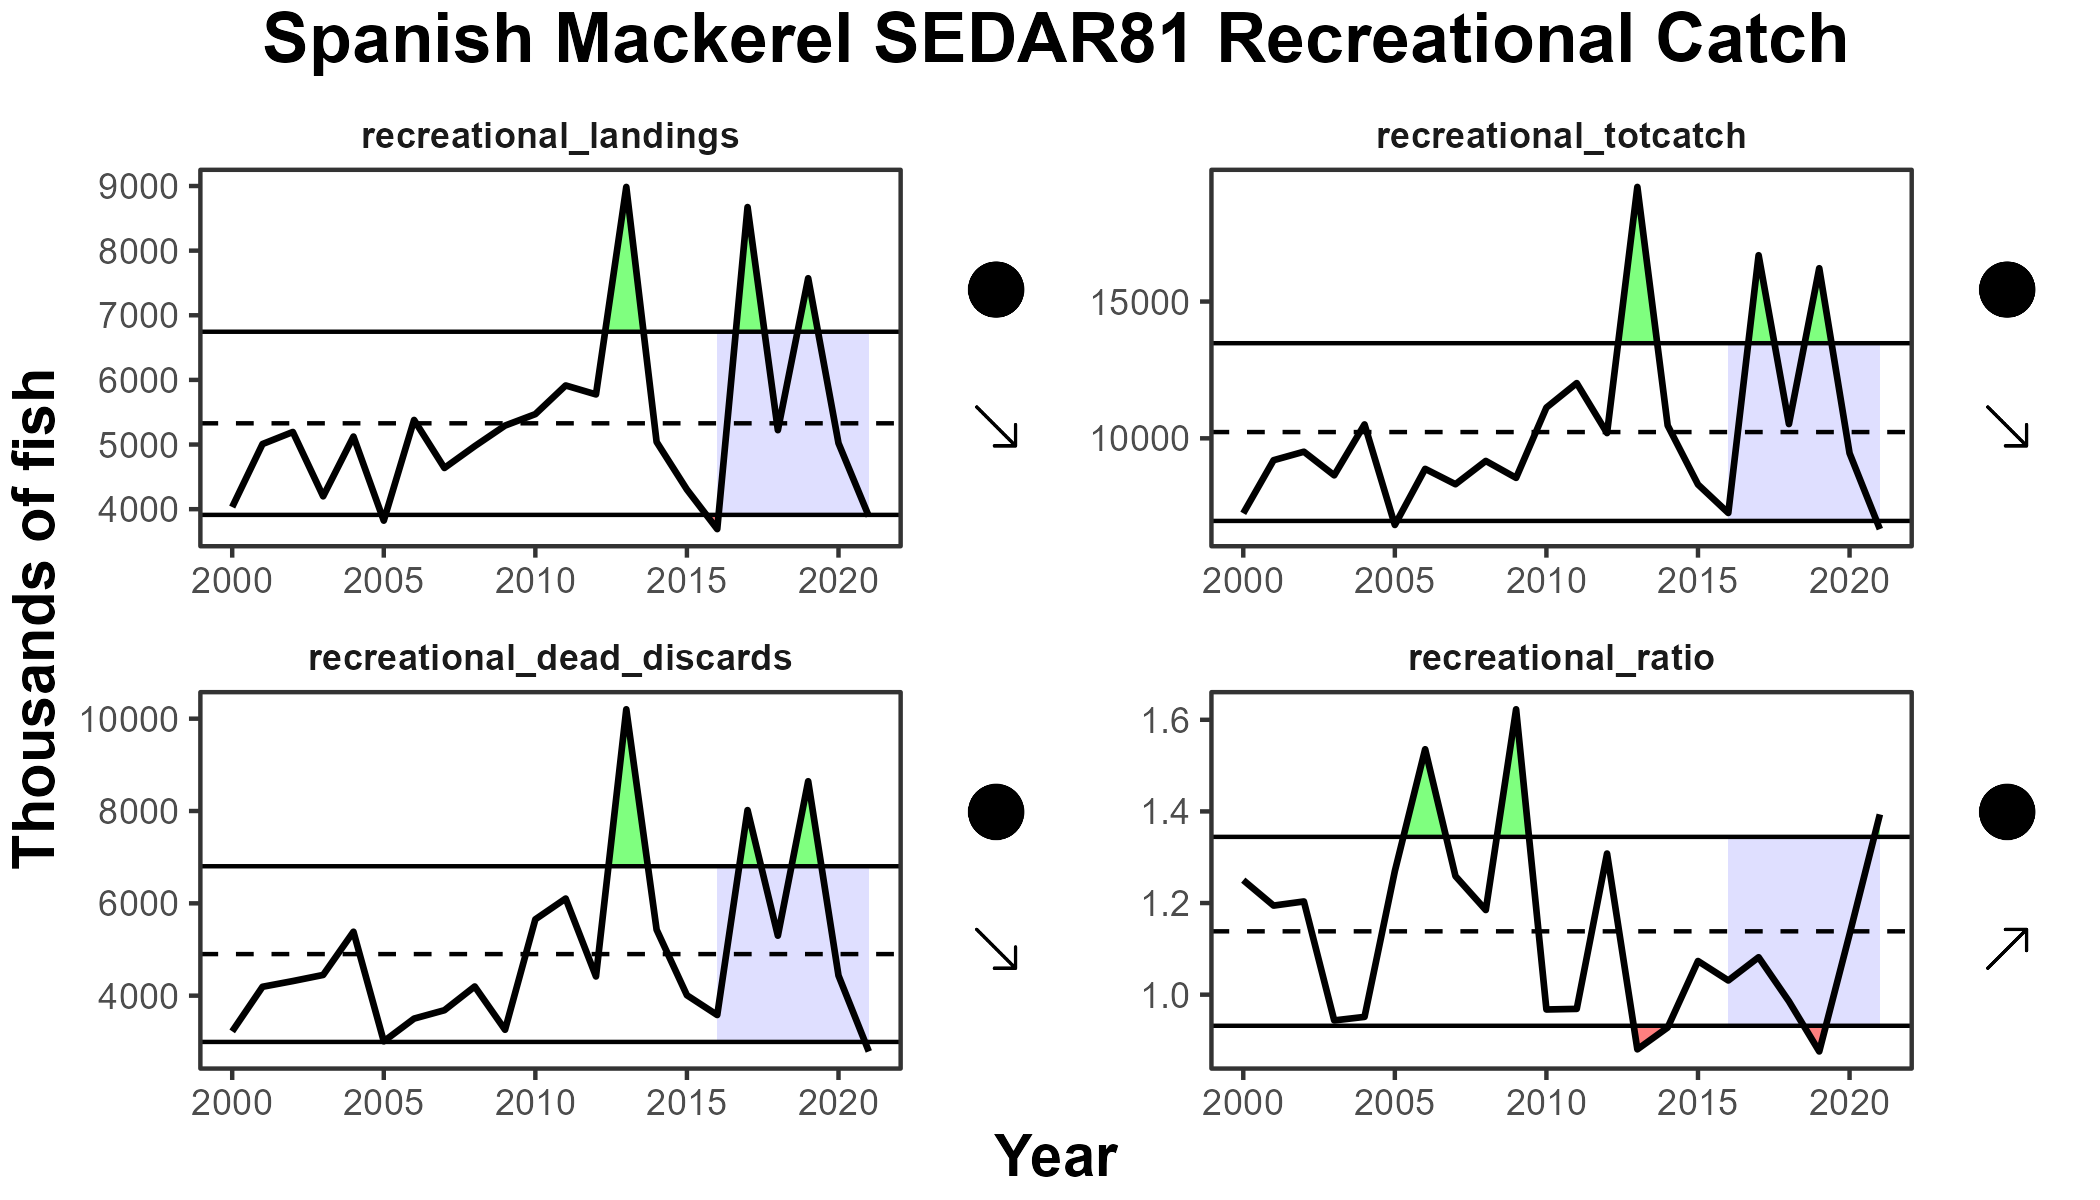 Spanish Mackerel SEDAR81 Recreational Catch
Thousands of fish
recreational_landings
9000
8000
7000
6000
5000
4000
2000 2005 2010 2015 2020
recreational_totcatch
15000
10000
2000 2005 2010 2015 2020
recreational_dead_discards
10000
8000
6000
4000
2000 2005 2010 2015 2020
recreational_ratio
1.6
1.4
1.2
1.0
2000 2005 2010 2015 2020
Year